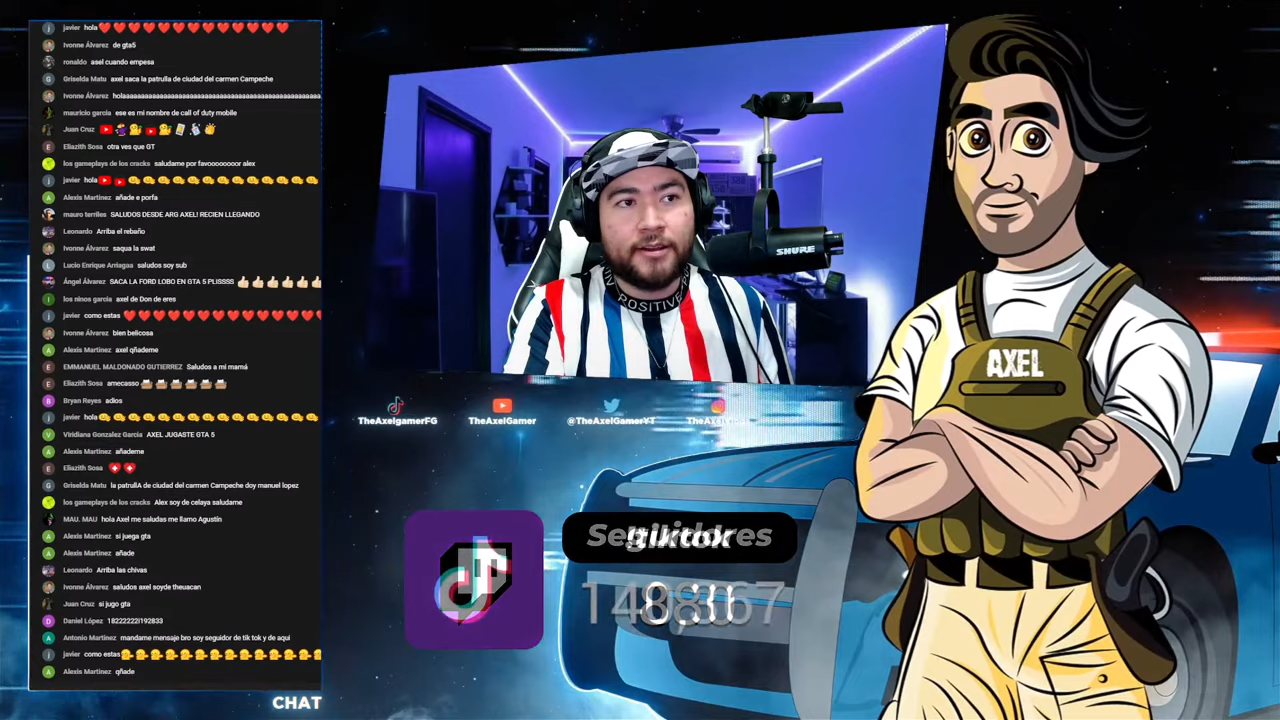 javier hola
Ivonne Álvarez de gta5
ronaldo asel cuando empesa
Griselda Matu axel saca la patrulla de ciudad del carmen Campeche
Ivonne Álvarez
mauricio garcia ese es mi nombre de call of duty mobile
Juan Cruz
Eliazith Sosa otra ves que GT
los gameplays de los cracks saludame por favoooooooor alex
javier hola
Alexis Martinez añade e porfa
mauro terriles SALUDOS DESDE ARG AXEL! RECIEN LLEGANDO
Leonardo Arriba el rebaño
Ivonne Álvarez saqua la swat
Lucio Enrique Arriagaa saludos soy sub
Ángel Álvarez SACA LA FORD LOBO EN GTA 5 PLISSSS
los ninos garcia axel de Don de eres
javier como estas
Ivonne Álvarez bien belicosa
Alexis Martinez axel qñademe
EMMANUEL MALDONADO GUTIERREZ Saludos a mi mamá
Eliazith Sosa amecasso
Bryan Reyes adios
javier hola
Viridiana Gonzalez Garcia AXEL JUGASTE GTA 5
Alexis Martinez añademe
Eliazith Sosa
Griselda Matu la patrullA de ciudad del carmen Campeche doy manuel lopez
los gameplays de los cracks Alex soy de celaya saludame
MAU. MAU hola Axel me saludas me llamo Agustín
Alexis Martinez si juega gta
Alexis Martinez añade
Leonardo Arriba las chivas
Ivonne Álvarez saludos axel soyde theuacan
Juan Cruz si jugo gta
Daniel López 18222222I192833
Antonio Martínez mandame mensaje bro soy seguidor de tik tok y de aqui
javier como estas
Alexis Martinez qñade
CHAT
SHURE
POSITIVE
TheAxelgamerFG
TheAxelGamer
@TheAxelGamerYT
AXEL